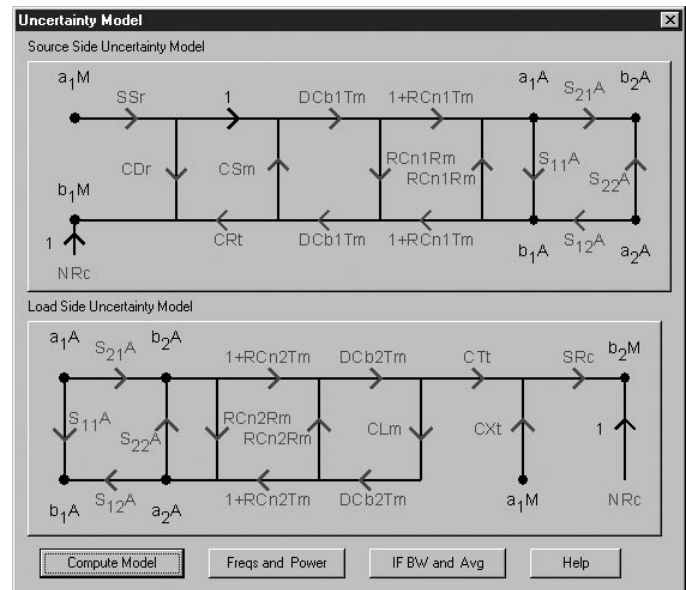 Uncertainty Model
Source Side Uncertainty Model
a1M SSr 1 DCb1Tm 1+RCn1Tm a1A S21A b2A
CDr CSm RCn1Rm RCn1Rm S11A S22A
b1M
1 NRc CRt DCb1Tm 1+RCn1Tm b1A S12A a2A
Load Side Uncertainty Model
a1A S21A b2A 1+RCn2Tm DCb2Tm CTt SRc b2M
S11A S22A RCn2Rm RCn2Rm CLm CXt 1
b1A S12A a2A 1+RCn2Tm DCb2Tm a1M NRc
Compute Model Freqs and Power IF BW and Avg Help